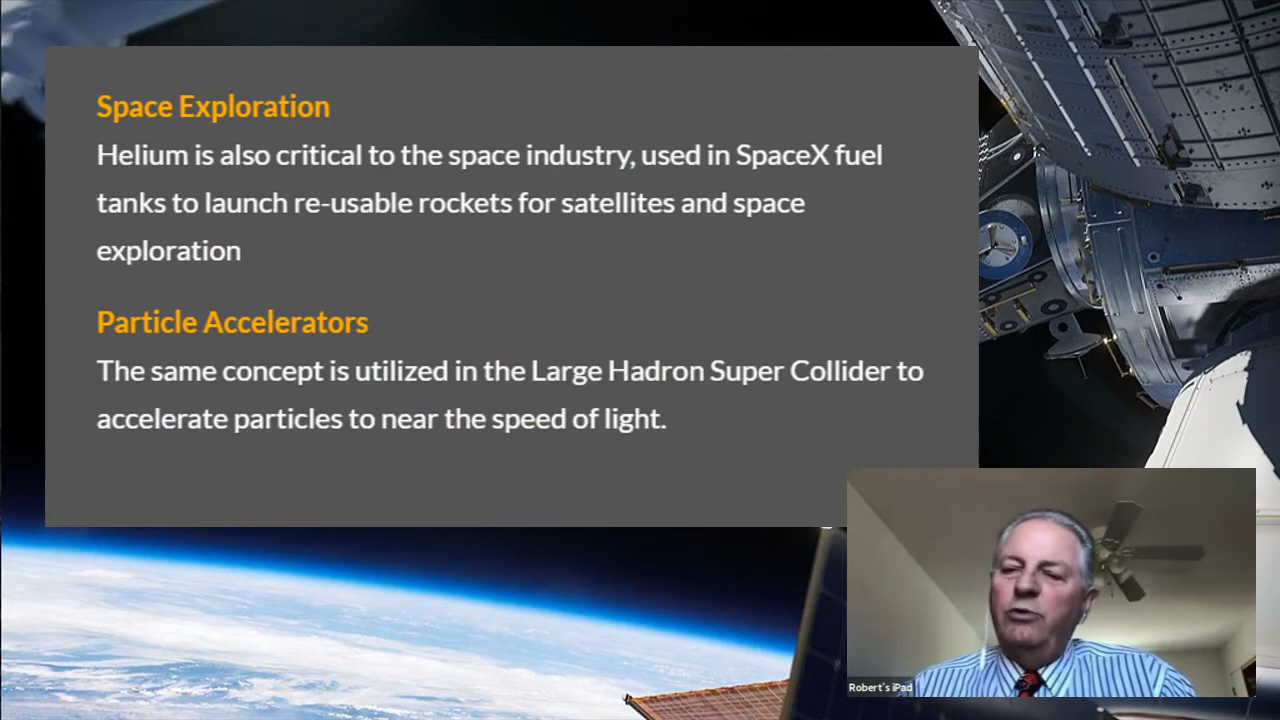 Space Exploration
Helium is also critical to the space industry, used in SpaceX fuel
tanks to launch re-usable rockets for satellites and space
exploration
Particle Accelerators
The same concept is utilized in the Large Hadron Super Collider to
accelerate particles to near the speed of light.
Robert's iPad